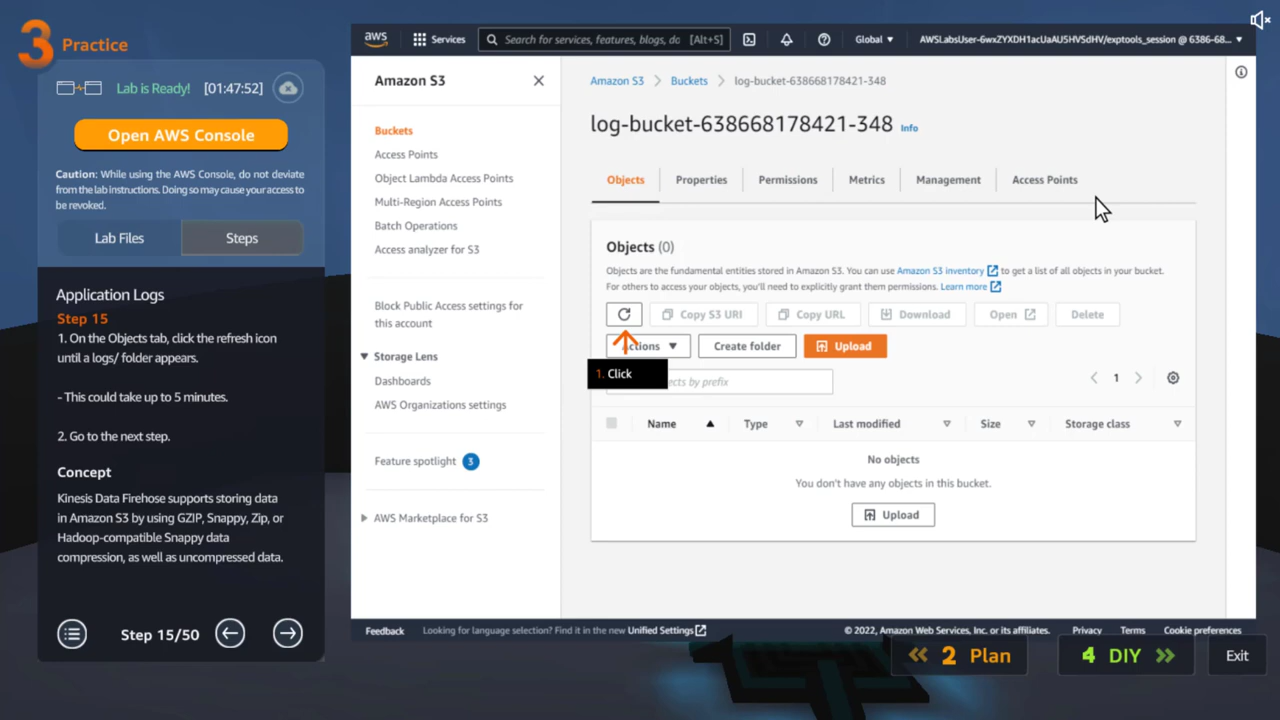 3 Practice
Lab is Ready! [01:47:52]
Open AWS Console
Caution: While using the AWS Console, do not deviate
from the lab instructions. Doing so may cause your access to
be revoked.
Lab Files
Steps
Application Logs
Step 15
1. On the Objects tab, click the refresh icon
until a logs/ folder appears.
- This could take up to 5 minutes.
2. Go to the next step.
Concept
Kinesis Data Firehose supports storing data
in Amazon S3 by using GZIP, Snappy, Zip, or
Hadoop-compatible Snappy data
compression, as well as uncompressed data.
Step 15/50
aws Services Search for services, features, blogs, do [Alt+S] Global AWSLabsUser-6wxZYXDH1acUaAU5HVSdHV/exptools_session @ 6386-68...
Amazon S3
Buckets
Access Points
Object Lambda Access Points
Multi-Region Access Points
Batch Operations
Access analyzer for S3
Block Public Access settings for
this account
Storage Lens
Dashboards
AWS Organizations settings
Feature spotlight 3
AWS Marketplace for S3
Amazon S3 > Buckets > log-bucket-638668178421-348
log-bucket-638668178421-348 Info
Objects Properties Permissions Metrics Management Access Points
Objects (0)
Objects are the fundamental entities stored in Amazon S3. You can use Amazon S3 inventory to get a list of all objects in your bucket.
For others to access your objects, you'll need to explicitly grant them permissions. Learn more
Copy S3 URI Copy URL Download Open Delete
Create folder Upload
1. Click
by prefix
1
Name Type Last modified Size Storage class
No objects
You don't have any objects in this bucket.
Upload
Feedback Looking for language selection? Find it in the new Unified Settings © 2022, Amazon Web Services, Inc. or its affiliates. Privacy Terms Cookie preferences
2 Plan
4 DIY
Exit